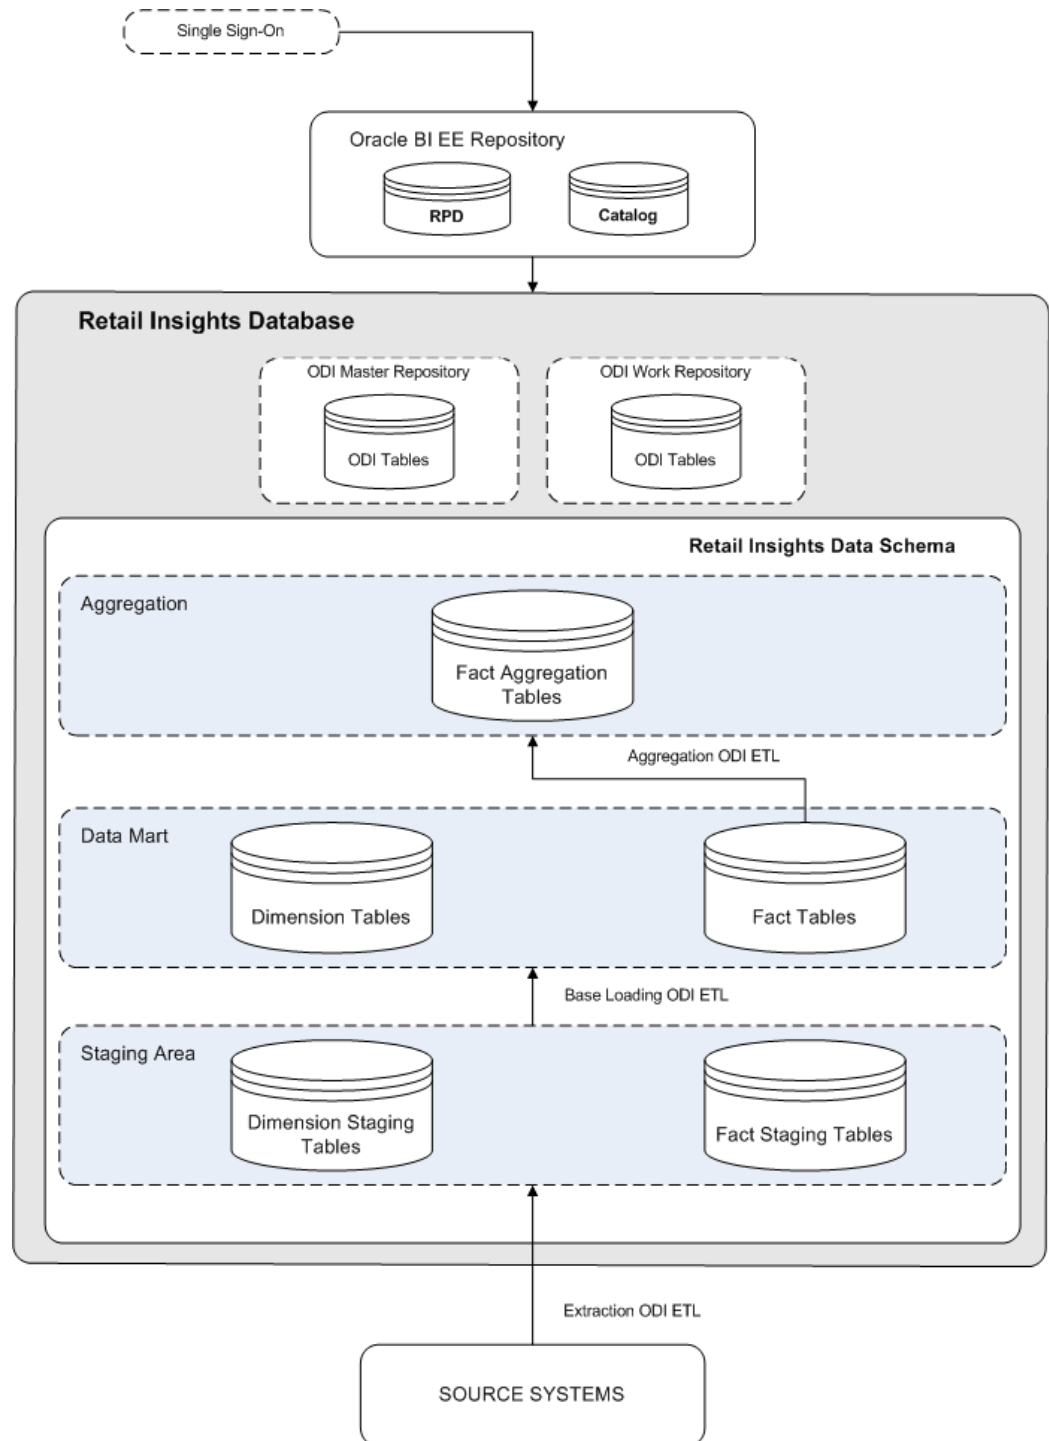 Single Sign-On
Oracle BI EE Repository
RPD
Catalog
Retail Insights Database
ODI Master Repository
ODI Work Repository
ODI Tables
ODI Tables
Retail Insights Data Schema
Aggregation
Fact Aggregation
Tables
Aggregation ODI ETL
Data Mart
Dimension Tables
Fact Tables
Base Loading ODI ETL
Staging Area
Dimension Staging
Tables
Fact Staging Tables
Extraction ODI ETL
SOURCE SYSTEMS